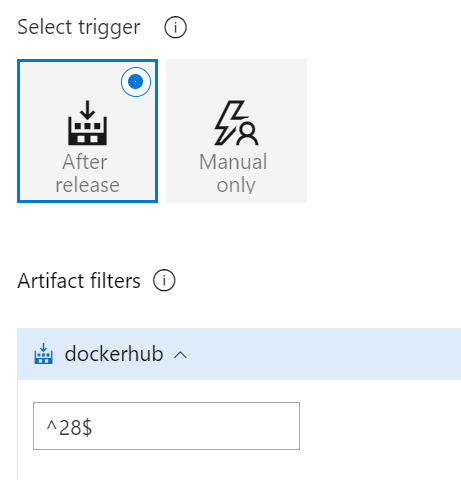 Select trigger
After
release
Manual
only
Artifact filters
dockerhub
^28$